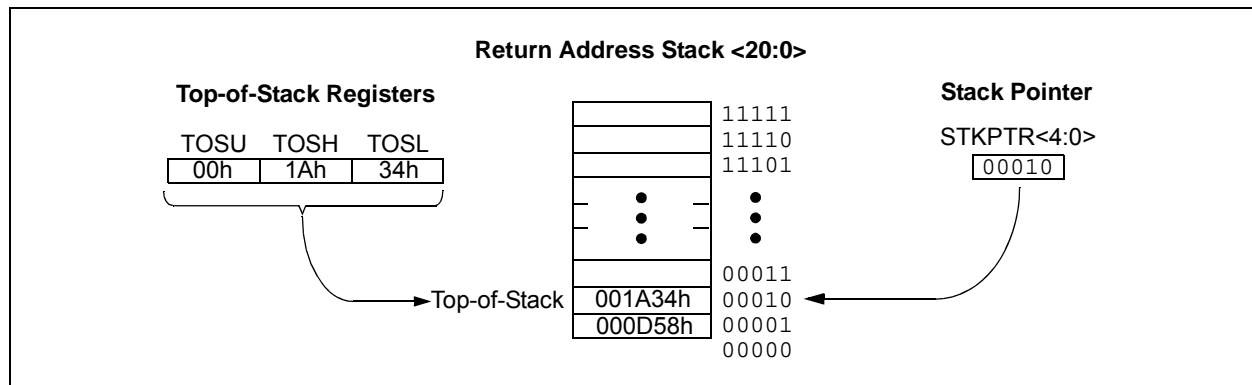 Return Address Stack <20:0>
Top-of-Stack Registers
Stack Pointer
TOSU TOSH TOSL
STKPTR<4:0>
00h 1Ah 34h
00010
11111
11110
11101
00011
Top-of-Stack 001A34h 00010
000D58h 00001
00000